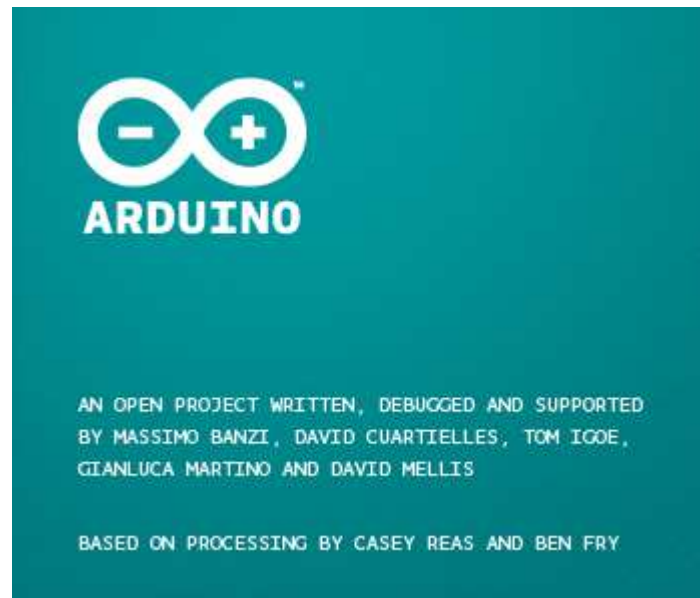 ARDUINO
AN OPEN PROJECT WRITTEN, DEBUGGED AND SUPPORTED
BY MASSIMO BANZI, DAVID CUARTIELLES, TOM IGOE,
GIANLUCA MARTINO AND DAVID MELLIS
BASED ON PROCESSING BY CASEY REAS AND BEN FRY